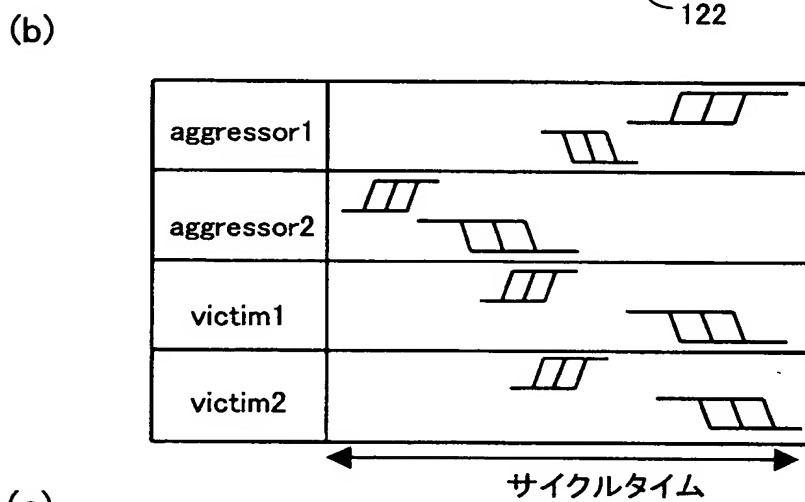 122
(b)
aggressor1
aggressor2
victim1
victim2
サイクルタイム